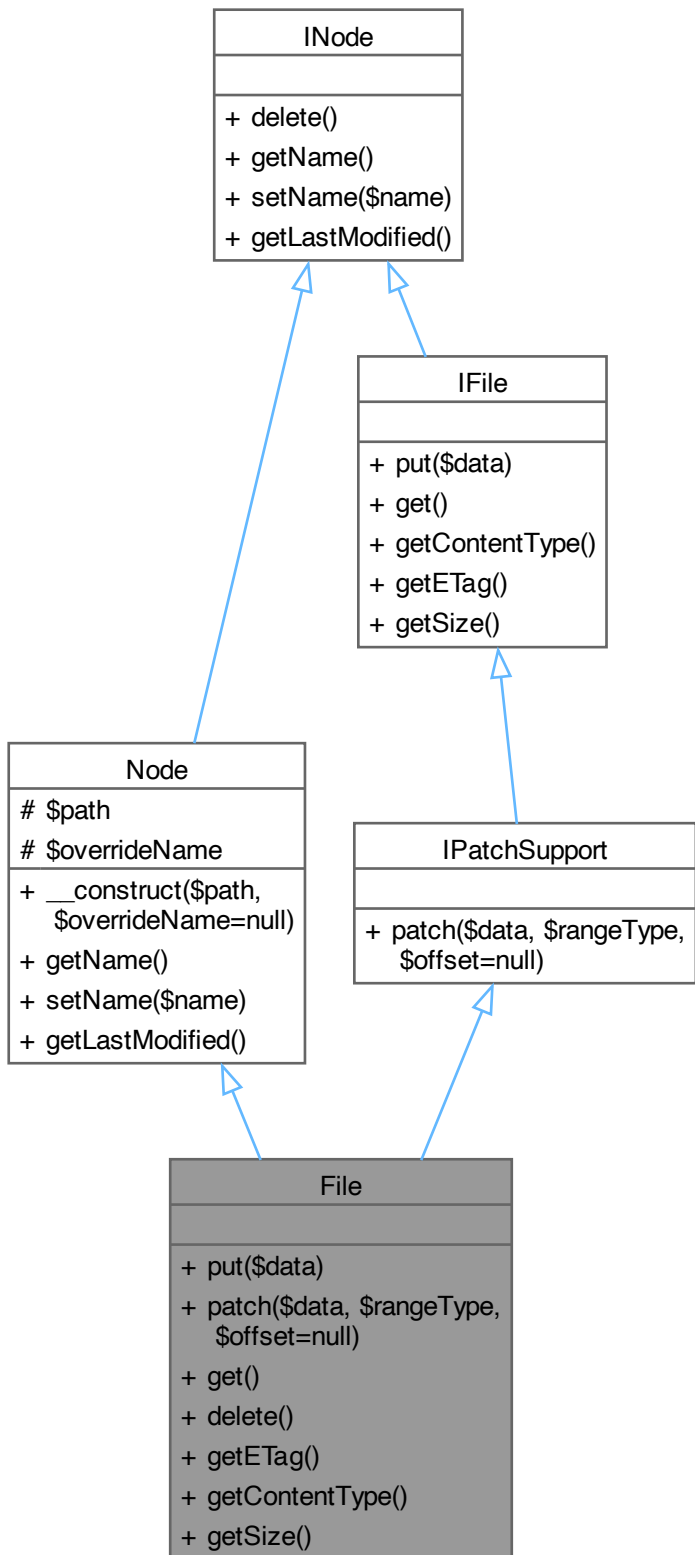 INode
+ delete()
+ getName()
+ setName($name)
+ getLastModified()
IFile
+ put($data)
+ get()
+ getContentType()
+ getETag()
+ getSize()
Node
# $path
# $overrideName
+ __construct($path,
$overrideName=null)
+ getName()
+ setName($name)
+ getLastModified()
IPatchSupport
+ patch($data, $rangeType,
$offset=null)
File
+ put($data)
+ patch($data, $rangeType,
$offset=null)
+ get()
+ delete()
+ getETag()
+ getContentType()
+ getSize()